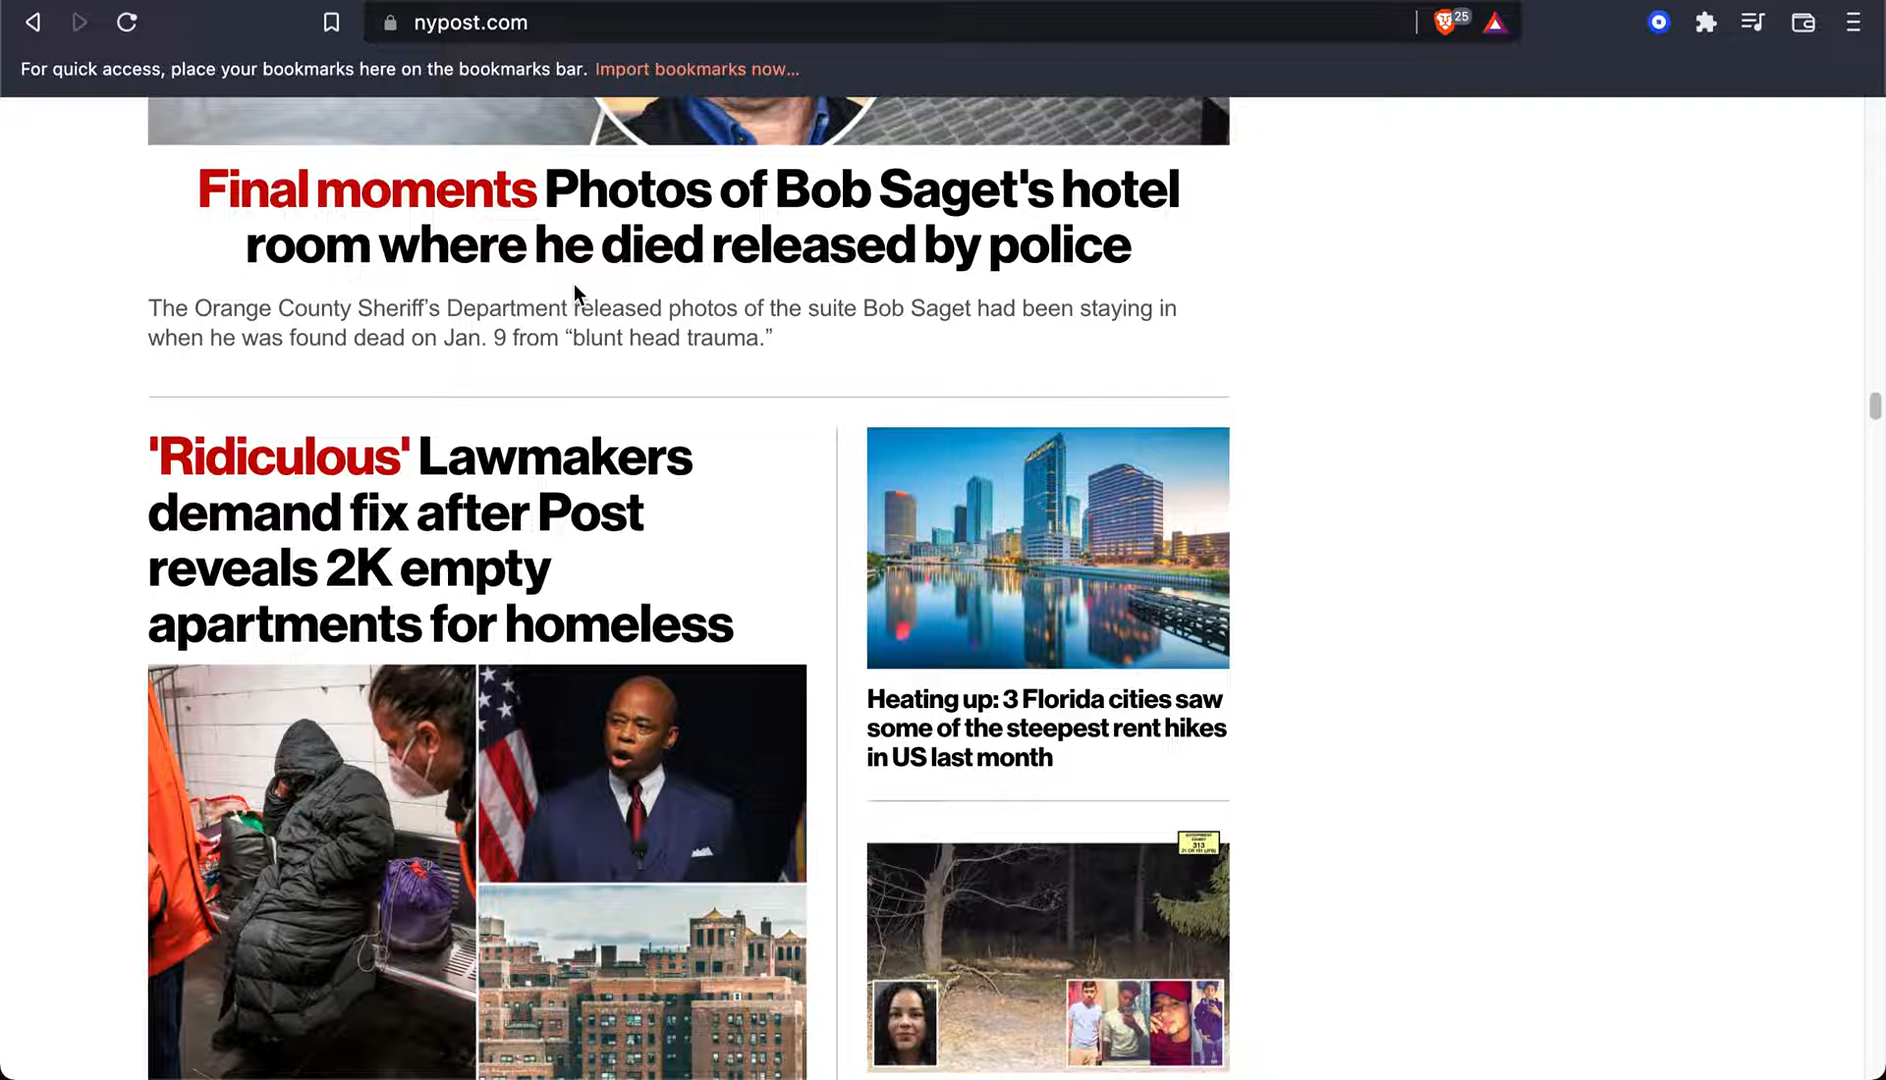 nypost.com
25
For quick access, place your bookmarks here on the bookmarks bar. Import bookmarks now...
Final moments Photos of Bob Saget's hotel
room where he died released by police
The Orange County Sheriff’s Department released photos of the suite Bob Saget had been staying in
when he was found dead on Jan. 9 from “blunt head trauma.”
'Ridiculous' Lawmakers
demand fix after Post
reveals 2K empty
apartments for homeless
Heating up: 3 Florida cities saw
some of the steepest rent hikes
in US last month
313